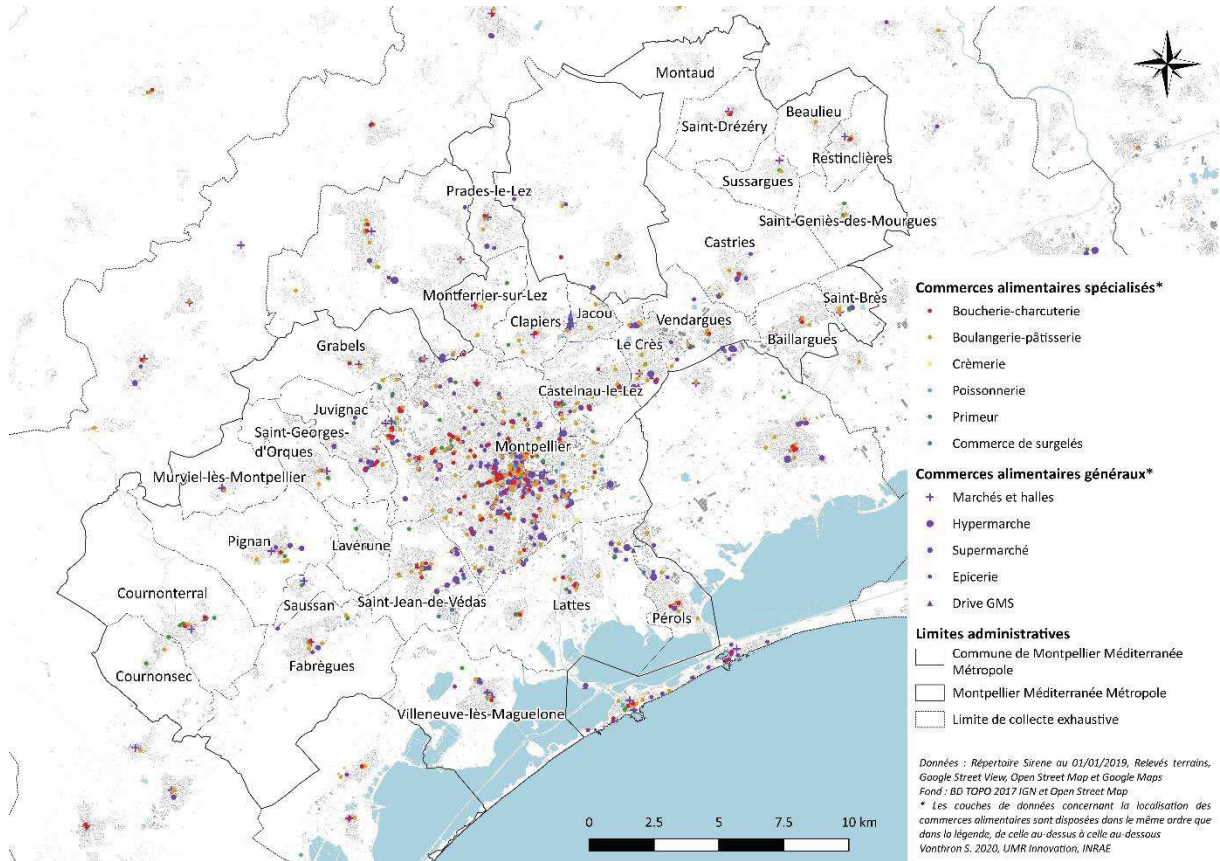 Montaud
Beaulieu
Saint-Drézéry
Restinclières
Sussargues
Prades-le-Lez
Saint-Geniès-des-Mourgues
Castries
Montferrier-sur-Lez
Saint-Brès
Jacou
Clapiers
Vendargues
Baillargues
Le Crès
Grabels
Castelnau-le-Lez
Juvignac
Saint-Georges-
d'Orques
Montpellier
Murviel-lès-Montpellier
Pignan
Lavérune
Cournonterral
Saussan
Saint-Jean-de-Védas
Lattes
Pérols
Fabrègues
Cournonsec
Villeneuve-lès-Maguelone
0 2.5 5 7.5 10 km
Commerces alimentaires spécialisés*
Boucherie-charcuterie
Boulangerie-pâtisserie
Crèmerie
Poissonnerie
Primeur
Commerce de surgelés
Commerces alimentaires généraux*
Marchés et halles
Hypermarche
Supermarché
Epicerie
Drive GMS
Limites administratives
Commune de Montpellier Méditerranée
Métropole
Montpellier Méditerranée Métropole
Limite de collecte exhaustive
Données : Répertoire Sirene au 01/01/2019, Relevés terrains,
Google Street View, Open Street Map et Google Maps
Fond : BD TOPO 2017 IGN et Open Street Map
* Les couches de données concernant la localisation des
commerces alimentaires sont disposées dans le même ordre que
dans la légende, de celle au-dessus à celle au-dessous
Vonthron S. 2020, UMR Innovation, INRAE